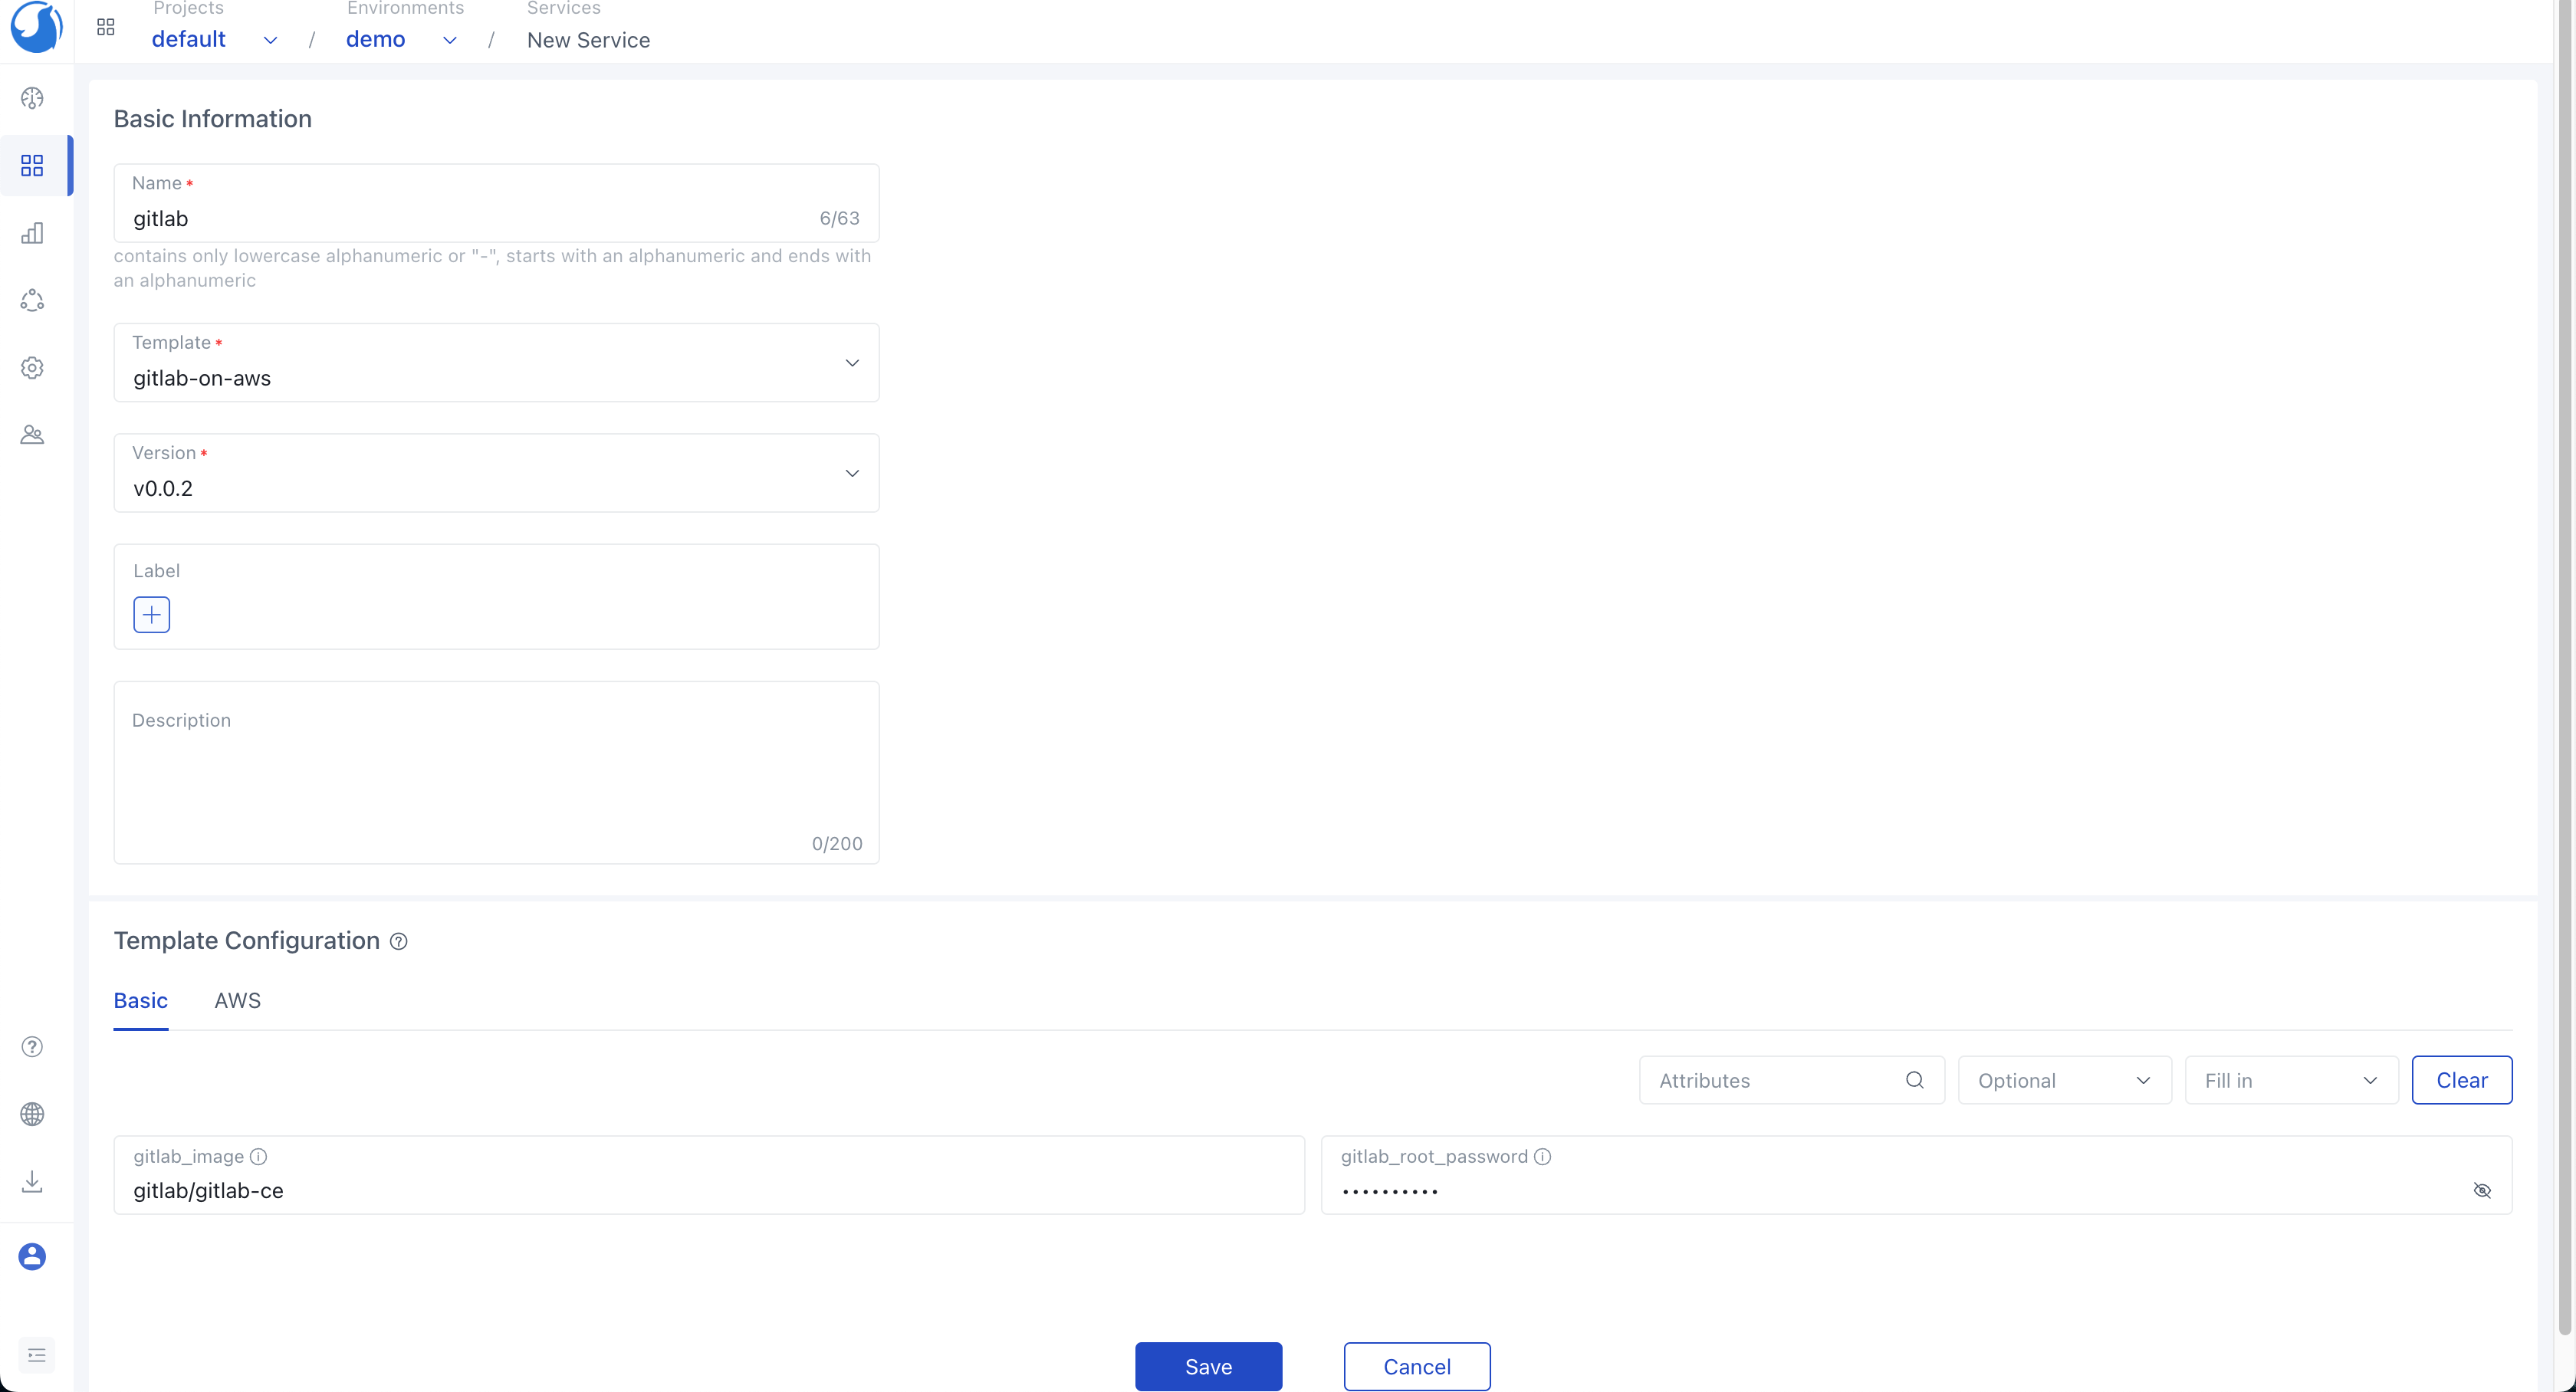 Projects
Environments
Services
default / demo / New Service
Basic Information
Name *
gitlab
6/63
contains only lowercase alphanumeric or "-", starts with an alphanumeric and ends with
an alphanumeric
Template *
gitlab-on-aws
Version *
v0.0.2
Label
Description
0/200
Template Configuration
Basic
AWS
Attributes
Optional
Fill in
Clear
gitlab_image
gitlab/gitlab-ce
gitlab_root_password
••••••••••
Save
Cancel